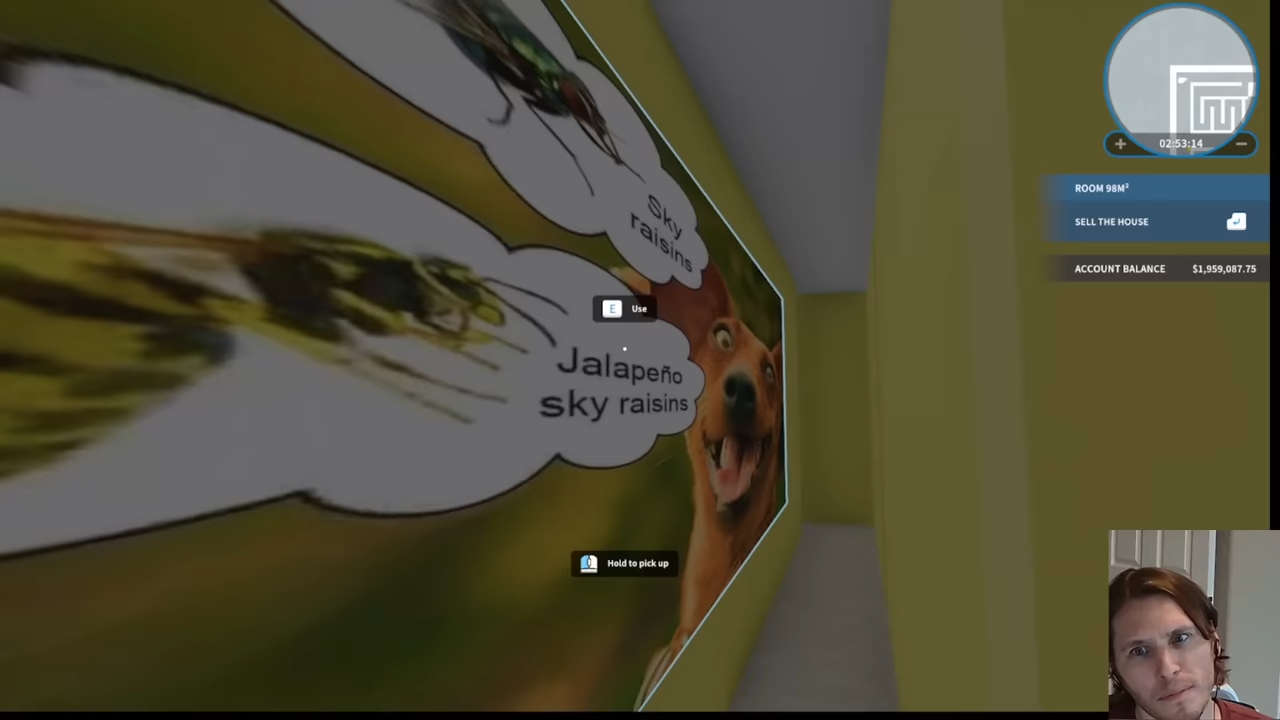 Sky
raisins
E Use
Jalapeño
sky raisins
Hold to pick up
02:53:14
ROOM 98M²
SELL THE HOUSE
ACCOUNT BALANCE $1,959,087.75